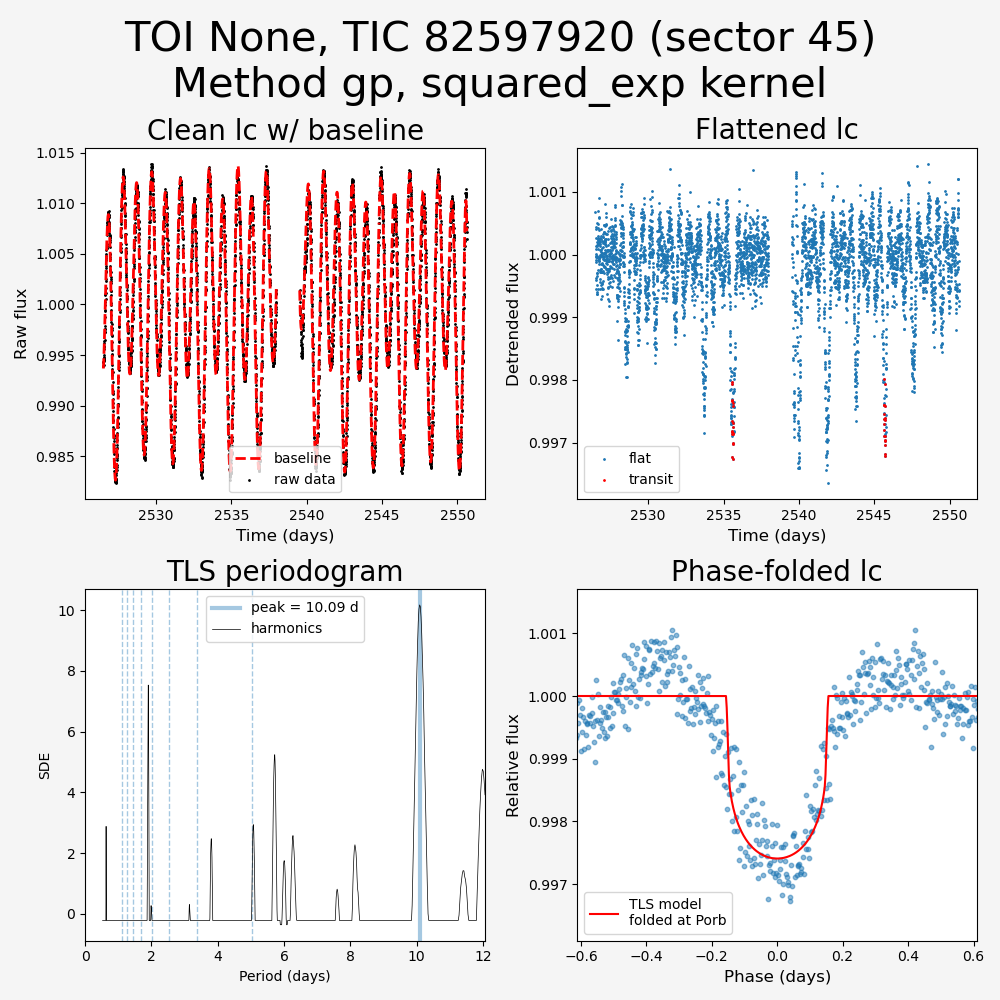 TOI None, TIC 82597920 (sector 45)
Method gp, squared_exp kernel
Clean lc w/ baseline
Raw flux
1.015
1.010
1.005
1.000
0.995
0.990
0.985
baseline
raw data
2530
2535
2540
2545
2550
Time (days)
Flattened lc
Detrended flux
1.001
1.000
0.999
0.998
0.997
flat
transit
2530
2535
2540
2545
2550
Time (days)
TLS periodogram
SDE
10
8
6
4
2
0
peak = 10.09 d
harmonics
0
2
4
6
8
10
12
Period (days)
Phase-folded lc
Relative flux
1.001
1.000
0.999
0.998
0.997
TLS model
folded at Porb
−0.6
−0.4
−0.2
0.0
0.2
0.4
0.6
Phase (days)